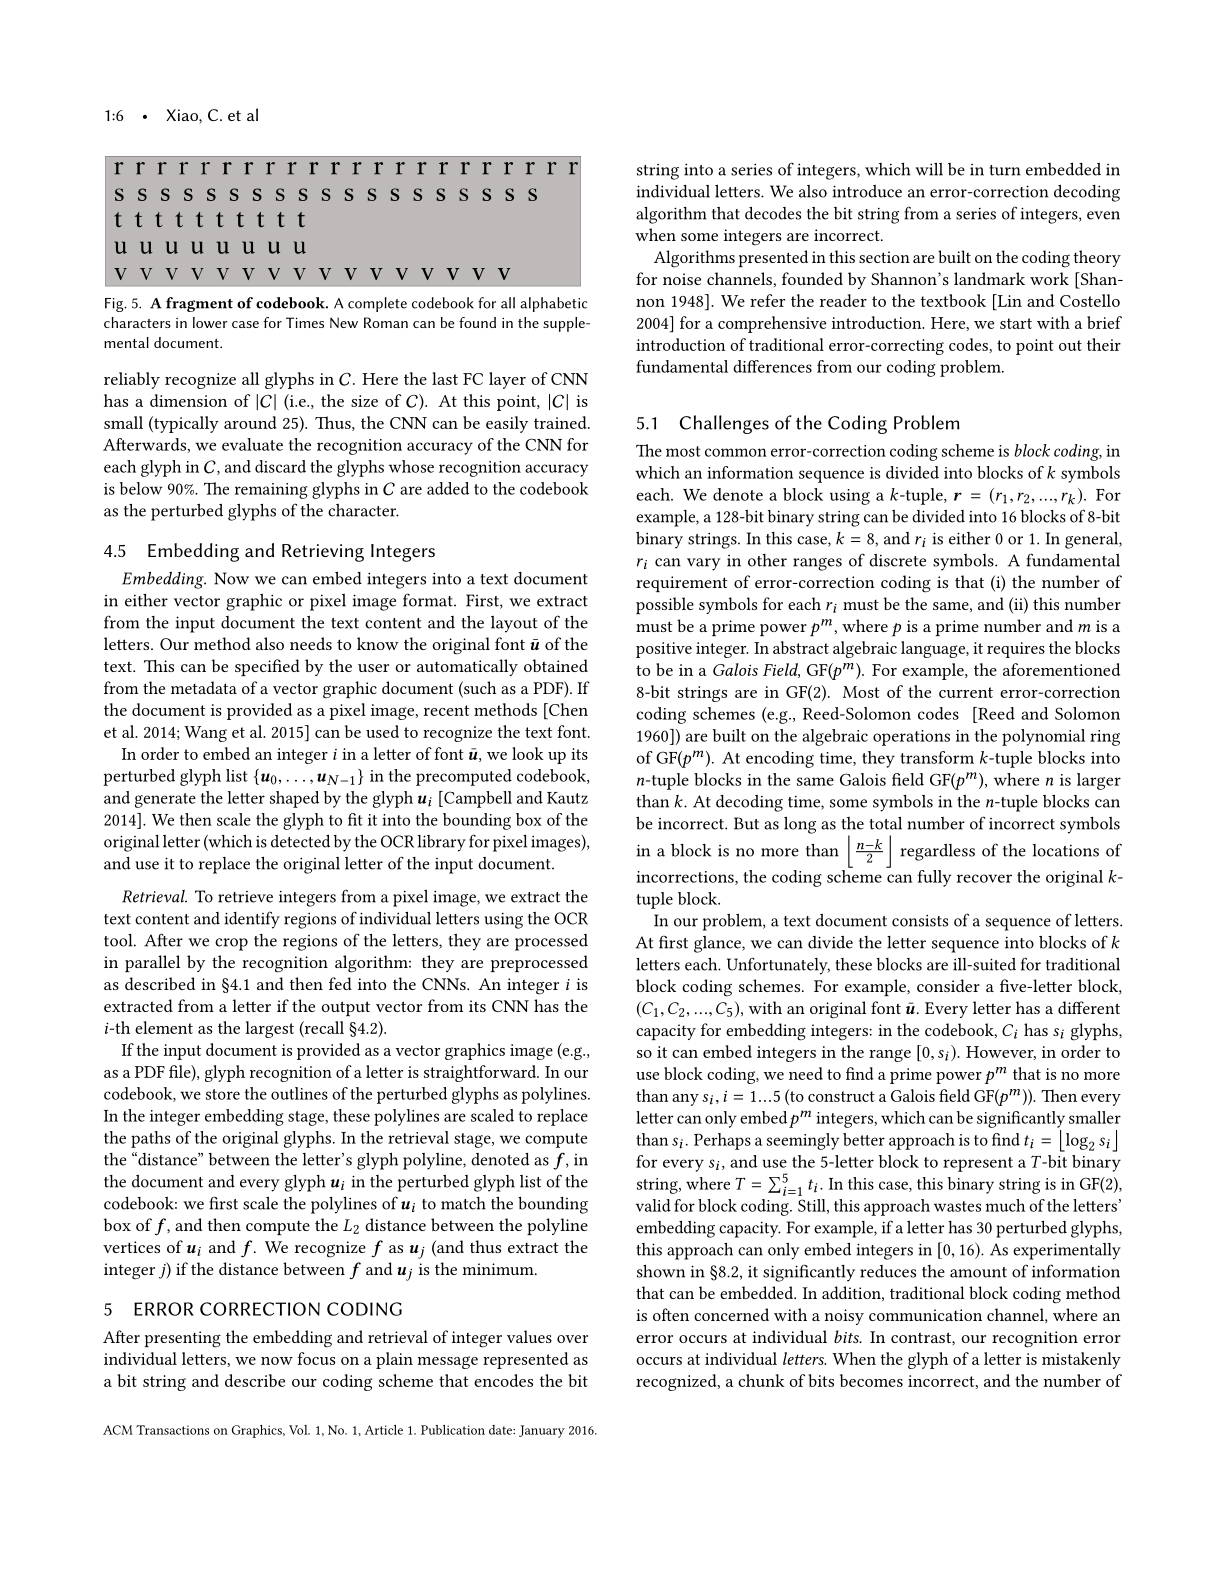 1:6 • Xiao, C. et al
r r r r r r r r r r r r r r r r r r r r r r
s s s s s s s s s s s s s s s s s s s
t t t t t t t t t t
u u u u u u u u
v v v v v v v v v v v v v v v v
Fig. 5. A fragment of codebook. A complete codebook for all alphabetic
characters in lower case for Times New Roman can be found in the supple-
mental document.
reliably recognize all glyphs in C. Here the last FC layer of CNN
has a dimension of |C| (i.e., the size of C). At this point, |C| is
small (typically around 25). Thus, the CNN can be easily trained.
Afterwards, we evaluate the recognition accuracy of the CNN for
each glyph in C, and discard the glyphs whose recognition accuracy
is below 90%. The remaining glyphs in C are added to the codebook
as the perturbed glyphs of the character.
4.5 Embedding and Retrieving Integers
Embedding. Now we can embed integers into a text document
in either vector graphic or pixel image format. First, we extract
from the input document the text content and the layout of the
letters. Our method also needs to know the original font ū of the
text. This can be specified by the user or automatically obtained
from the metadata of a vector graphic document (such as a PDF). If
the document is provided as a pixel image, recent methods [Chen
et al. 2014; Wang et al. 2015] can be used to recognize the text font.
In order to embed an integer i in a letter of font ū, we look up its
perturbed glyph list {u₀, . . . , u_{N−1}} in the precomputed codebook,
and generate the letter shaped by the glyph u_i [Campbell and Kautz
2014]. We then scale the glyph to fit it into the bounding box of the
original letter (which is detected by the OCR library for pixel images),
and use it to replace the original letter of the input document.
Retrieval. To retrieve integers from a pixel image, we extract the
text content and identify regions of individual letters using the OCR
tool. After we crop the regions of the letters, they are processed
in parallel by the recognition algorithm: they are preprocessed
as described in §4.1 and then fed into the CNNs. An integer i is
extracted from a letter if the output vector from its CNN has the
i-th element as the largest (recall §4.2).
If the input document is provided as a vector graphics image (e.g.,
as a PDF file), glyph recognition of a letter is straightforward. In our
codebook, we store the outlines of the perturbed glyphs as polylines.
In the integer embedding stage, these polylines are scaled to replace
the paths of the original glyphs. In the retrieval stage, we compute
the “distance” between the letter’s glyph polyline, denoted as f, in
the document and every glyph u_i in the perturbed glyph list of the
codebook: we first scale the polylines of u_i to match the bounding
box of f, and then compute the L₂ distance between the polyline
vertices of u_i and f. We recognize f as u_j (and thus extract the
integer j) if the distance between f and u_j is the minimum.
5 ERROR CORRECTION CODING
After presenting the embedding and retrieval of integer values over
individual letters, we now focus on a plain message represented as
a bit string and describe our coding scheme that encodes the bit
string into a series of integers, which will be in turn embedded in
individual letters. We also introduce an error-correction decoding
algorithm that decodes the bit string from a series of integers, even
when some integers are incorrect.
Algorithms presented in this section are built on the coding theory
for noise channels, founded by Shannon’s landmark work [Shan-
non 1948]. We refer the reader to the textbook [Lin and Costello
2004] for a comprehensive introduction. Here, we start with a brief
introduction of traditional error-correcting codes, to point out their
fundamental differences from our coding problem.
5.1 Challenges of the Coding Problem
The most common error-correction coding scheme is block coding, in
which an information sequence is divided into blocks of k symbols
each. We denote a block using a k-tuple, r = (r₁, r₂, ..., r_k). For
example, a 128-bit binary string can be divided into 16 blocks of 8-bit
binary strings. In this case, k = 8, and r_i is either 0 or 1. In general,
r_i can vary in other ranges of discrete symbols. A fundamental
requirement of error-correction coding is that (i) the number of
possible symbols for each r_i must be the same, and (ii) this number
must be a prime power p^m, where p is a prime number and m is a
positive integer. In abstract algebraic language, it requires the blocks
to be in a Galois Field, GF(p^m). For example, the aforementioned
8-bit strings are in GF(2). Most of the current error-correction
coding schemes (e.g., Reed-Solomon codes [Reed and Solomon
1960]) are built on the algebraic operations in the polynomial ring
of GF(p^m). At encoding time, they transform k-tuple blocks into
n-tuple blocks in the same Galois field GF(p^m), where n is larger
than k. At decoding time, some symbols in the n-tuple blocks can
be incorrect. But as long as the total number of incorrect symbols
in a block is no more than ⌊(n−k)/2⌋ regardless of the locations of
incorrections, the coding scheme can fully recover the original k-
tuple block.
In our problem, a text document consists of a sequence of letters.
At first glance, we can divide the letter sequence into blocks of k
letters each. Unfortunately, these blocks are ill-suited for traditional
block coding schemes. For example, consider a five-letter block,
(C₁, C₂, ..., C₅), with an original font ū. Every letter has a different
capacity for embedding integers: in the codebook, C_i has s_i glyphs,
so it can embed integers in the range [0, s_i). However, in order to
use block coding, we need to find a prime power p^m that is no more
than any s_i, i = 1...5 (to construct a Galois field GF(p^m)). Then every
letter can only embed p^m integers, which can be significantly smaller
than s_i. Perhaps a seemingly better approach is to find t_i = ⌊log₂ s_i⌋
for every s_i, and use the 5-letter block to represent a T-bit binary
string, where T = ∑_{i=1}^5 t_i. In this case, this binary string is in GF(2),
valid for block coding. Still, this approach wastes much of the letters’
embedding capacity. For example, if a letter has 30 perturbed glyphs,
this approach can only embed integers in [0, 16). As experimentally
shown in §8.2, it significantly reduces the amount of information
that can be embedded. In addition, traditional block coding method
is often concerned with a noisy communication channel, where an
error occurs at individual bits. In contrast, our recognition error
occurs at individual letters. When the glyph of a letter is mistakenly
recognized, a chunk of bits becomes incorrect, and the number of
ACM Transactions on Graphics, Vol. 1, No. 1, Article 1. Publication date: January 2016.